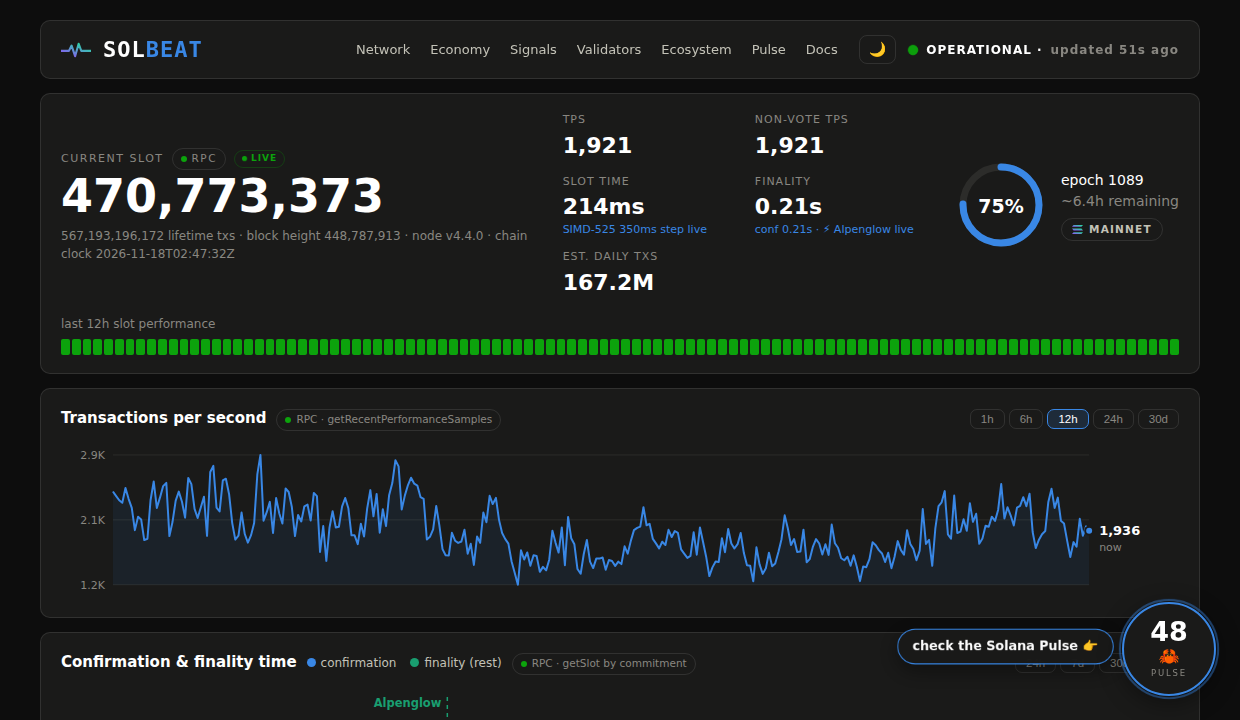 SOLBEAT
Network Economy Signals Validators Ecosystem Pulse Docs
OPERATIONAL · updated 51s ago
CURRENT SLOT RPC LIVE
470,773,373
567,193,196,172 lifetime txs · block height 448,787,913 · node v4.4.0 · chain
clock 2026-11-18T02:47:32Z
TPS
1,921
NON-VOTE TPS
1,921
SLOT TIME
214ms
SIMD-525 350ms step live
FINALITY
0.21s
conf 0.21s · ⚡ Alpenglow live
EST. DAILY TXS
167.2M
75%
epoch 1089
~6.4h remaining
MAINNET
last 12h slot performance
Transactions per second RPC · getRecentPerformanceSamples
1h 6h 12h 24h 30d
2.9K
2.1K
1.2K
1,936
now
Confirmation & finality time confirmation finality (rest) RPC · getSlot by commitment
check the Solana Pulse 👉
48
PULSE
Alpenglow